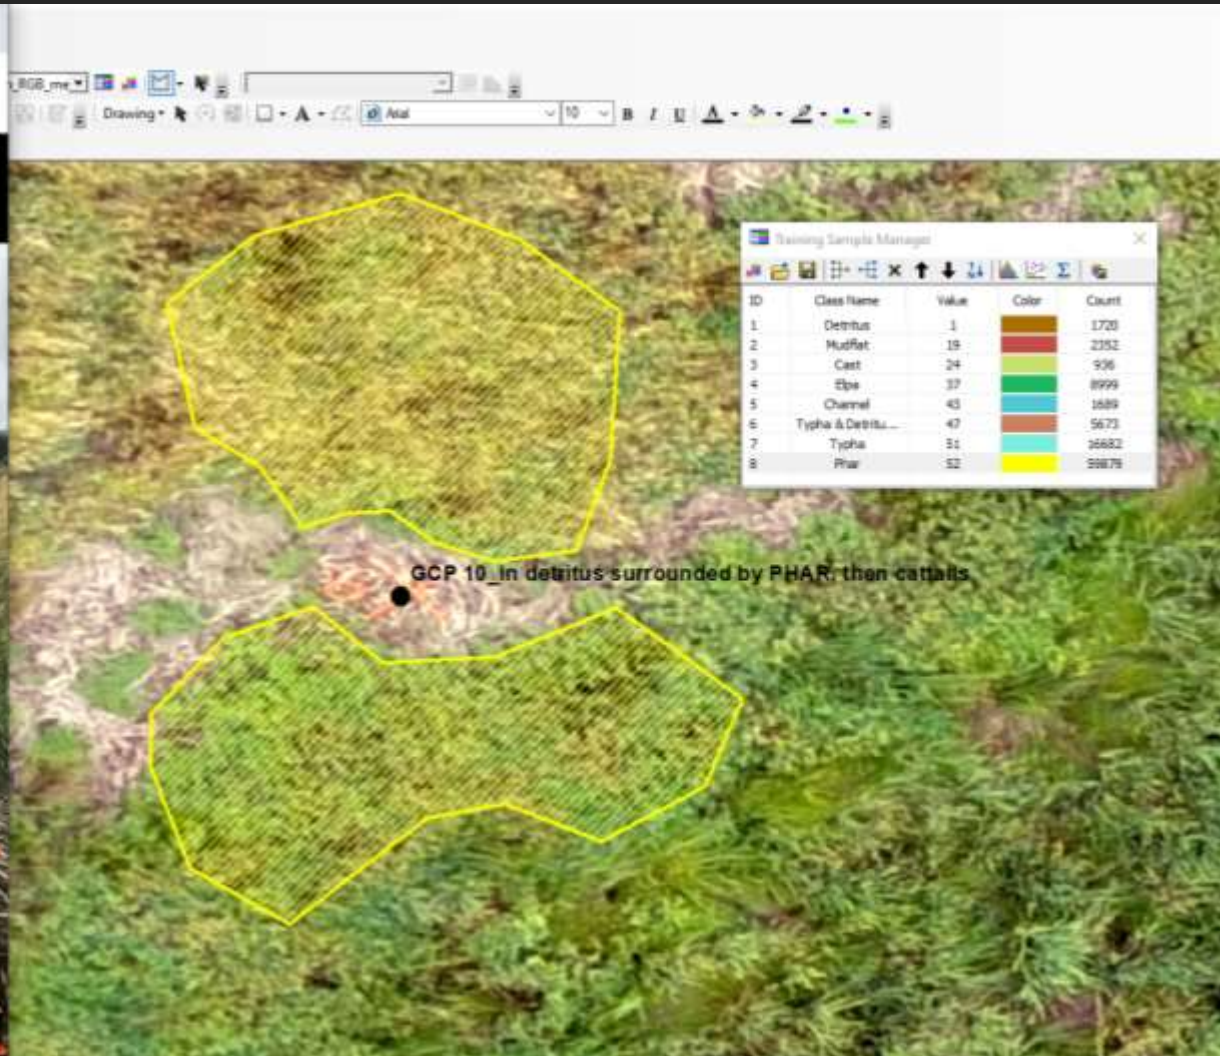 _RGB_me
Drawing
Arial
10
B I U A
Training Sample Manager
ID Class Name Value Color Count
1 Detritus 1 1720
2 Mudflat 19 2352
3 Cast 24 936
4 Elpa 37 8999
5 Channel 43 1689
6 Typha & Detritu... 47 5673
7 Typha 51 16682
8 Phar 52
GCP 10_in detritus surrounded by PHAR, then cattails